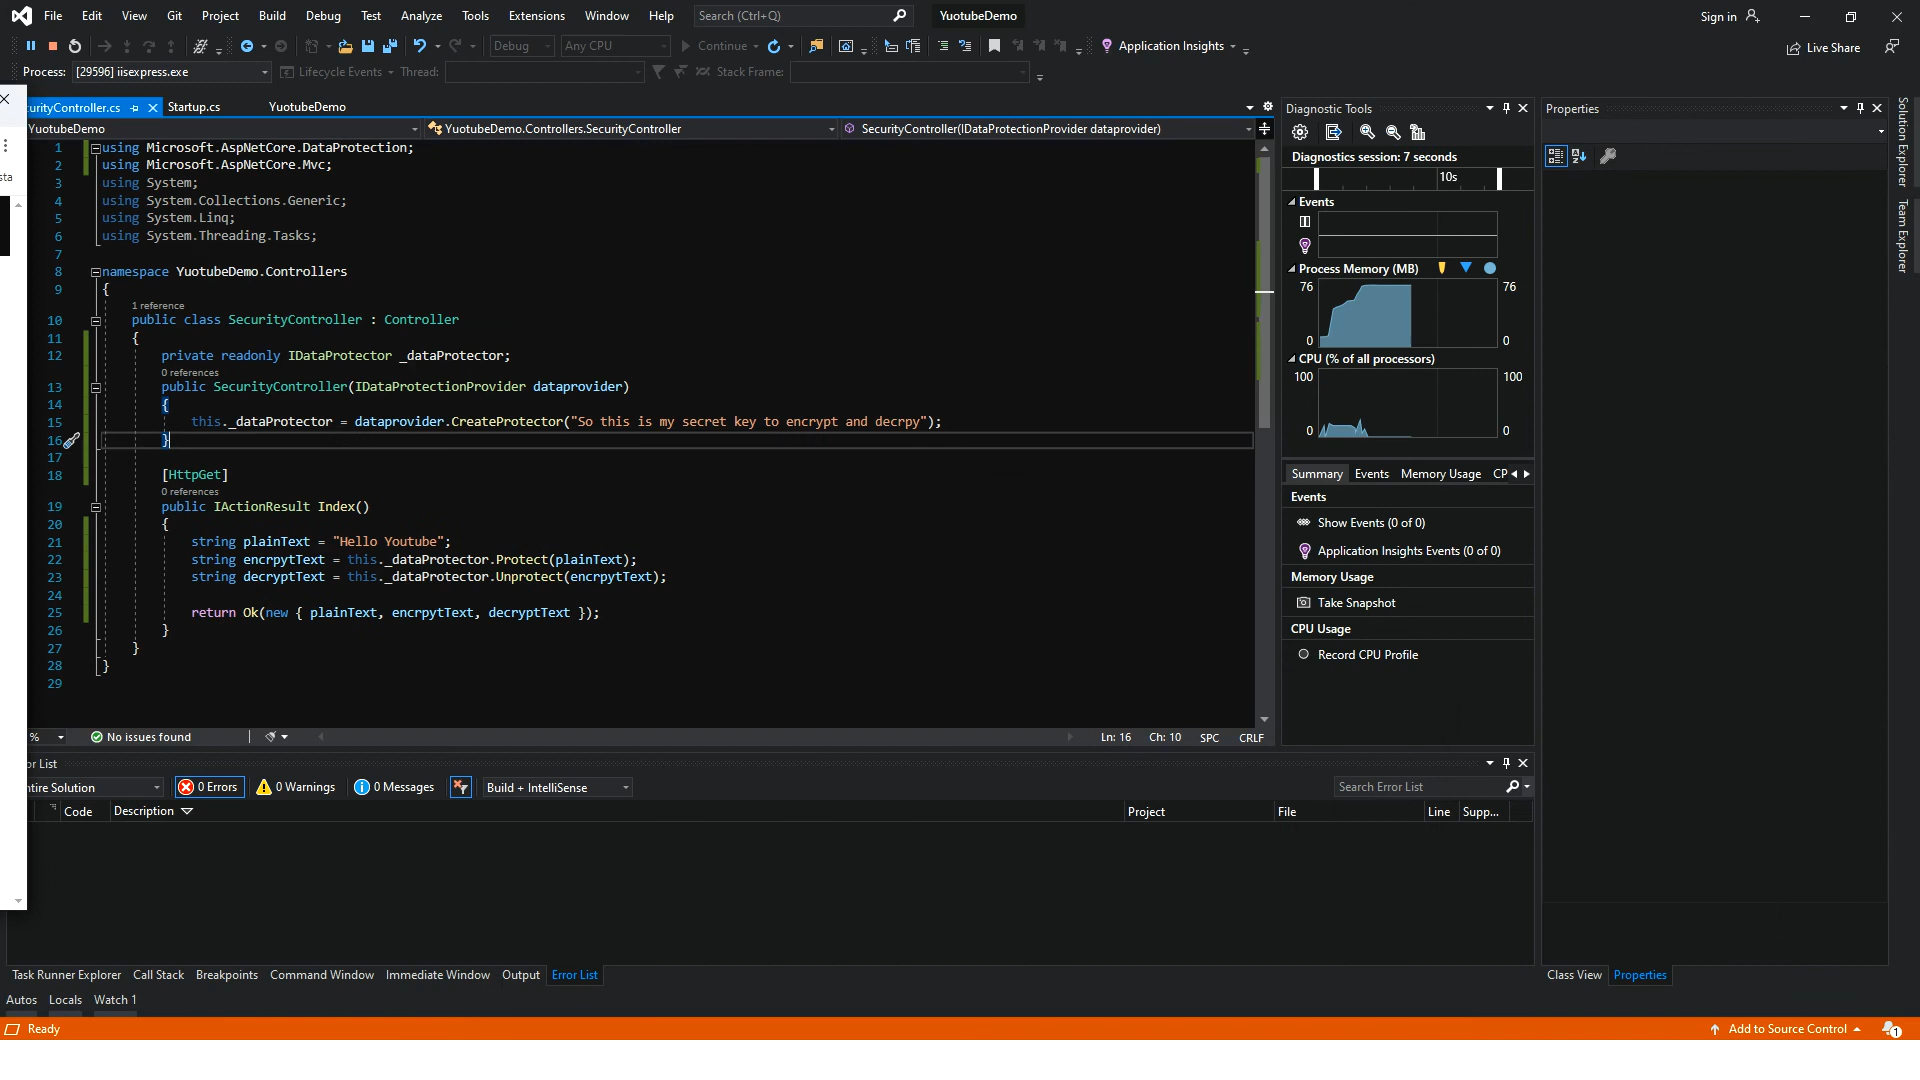 File Edit View Git Project Build Debug Test Analyze Tools Extensions Window Help Search (Ctrl+Q) YuotubeDemo Sign in
Debug Any CPU Continue Application Insights Live Share
Process: [29596] iisexpress.exe Lifecycle Events Thread: Stack Frame:
curityController.cs Startup.cs YuotubeDemo
YuotubeDemo YuotubeDemo.Controllers.SecurityController SecurityController(IDataProtectionProvider dataprovider)
1 using Microsoft.AspNetCore.DataProtection;
2 using Microsoft.AspNetCore.Mvc;
3 using System;
4 using System.Collections.Generic;
5 using System.Linq;
6 using System.Threading.Tasks;
7
8 namespace YuotubeDemo.Controllers
9 {
1 reference
10 public class SecurityController : Controller
11 {
12 private readonly IDataProtector _dataProtector;
0 references
13 public SecurityController(IDataProtectionProvider dataprovider)
14 {
15 this._dataProtector = dataprovider.CreateProtector("So this is my secret key to encrypt and decrpy");
16 }
17
18 [HttpGet]
0 references
19 public IActionResult Index()
20 {
21 string plainText = "Hello Youtube";
22 string encrpytText = this._dataProtector.Protect(plainText);
23 string decryptText = this._dataProtector.Unprotect(encrpytText);
24
25 return Ok(new { plainText, encrpytText, decryptText });
26 }
27 }
28 }
29
% No issues found Ln: 16 Ch: 10 SPC CRLF
sta
Diagnostic Tools
Diagnostics session: 7 seconds
10s
Events
Process Memory (MB)
76 76
0 0
CPU (% of all processors)
100 100
0 0
Summary Events Memory Usage CP
Events
Show Events (0 of 0)
Application Insights Events (0 of 0)
Memory Usage
Take Snapshot
CPU Usage
Record CPU Profile
Properties
Solution Explorer
Team Explorer
or List
ntire Solution 0 Errors 0 Warnings 0 Messages Build + IntelliSense Search Error List
Code Description Project File Line Supp...
Task Runner Explorer Call Stack Breakpoints Command Window Immediate Window Output Error List
Class View Properties
Autos Locals Watch 1
Ready Add to Source Control 1